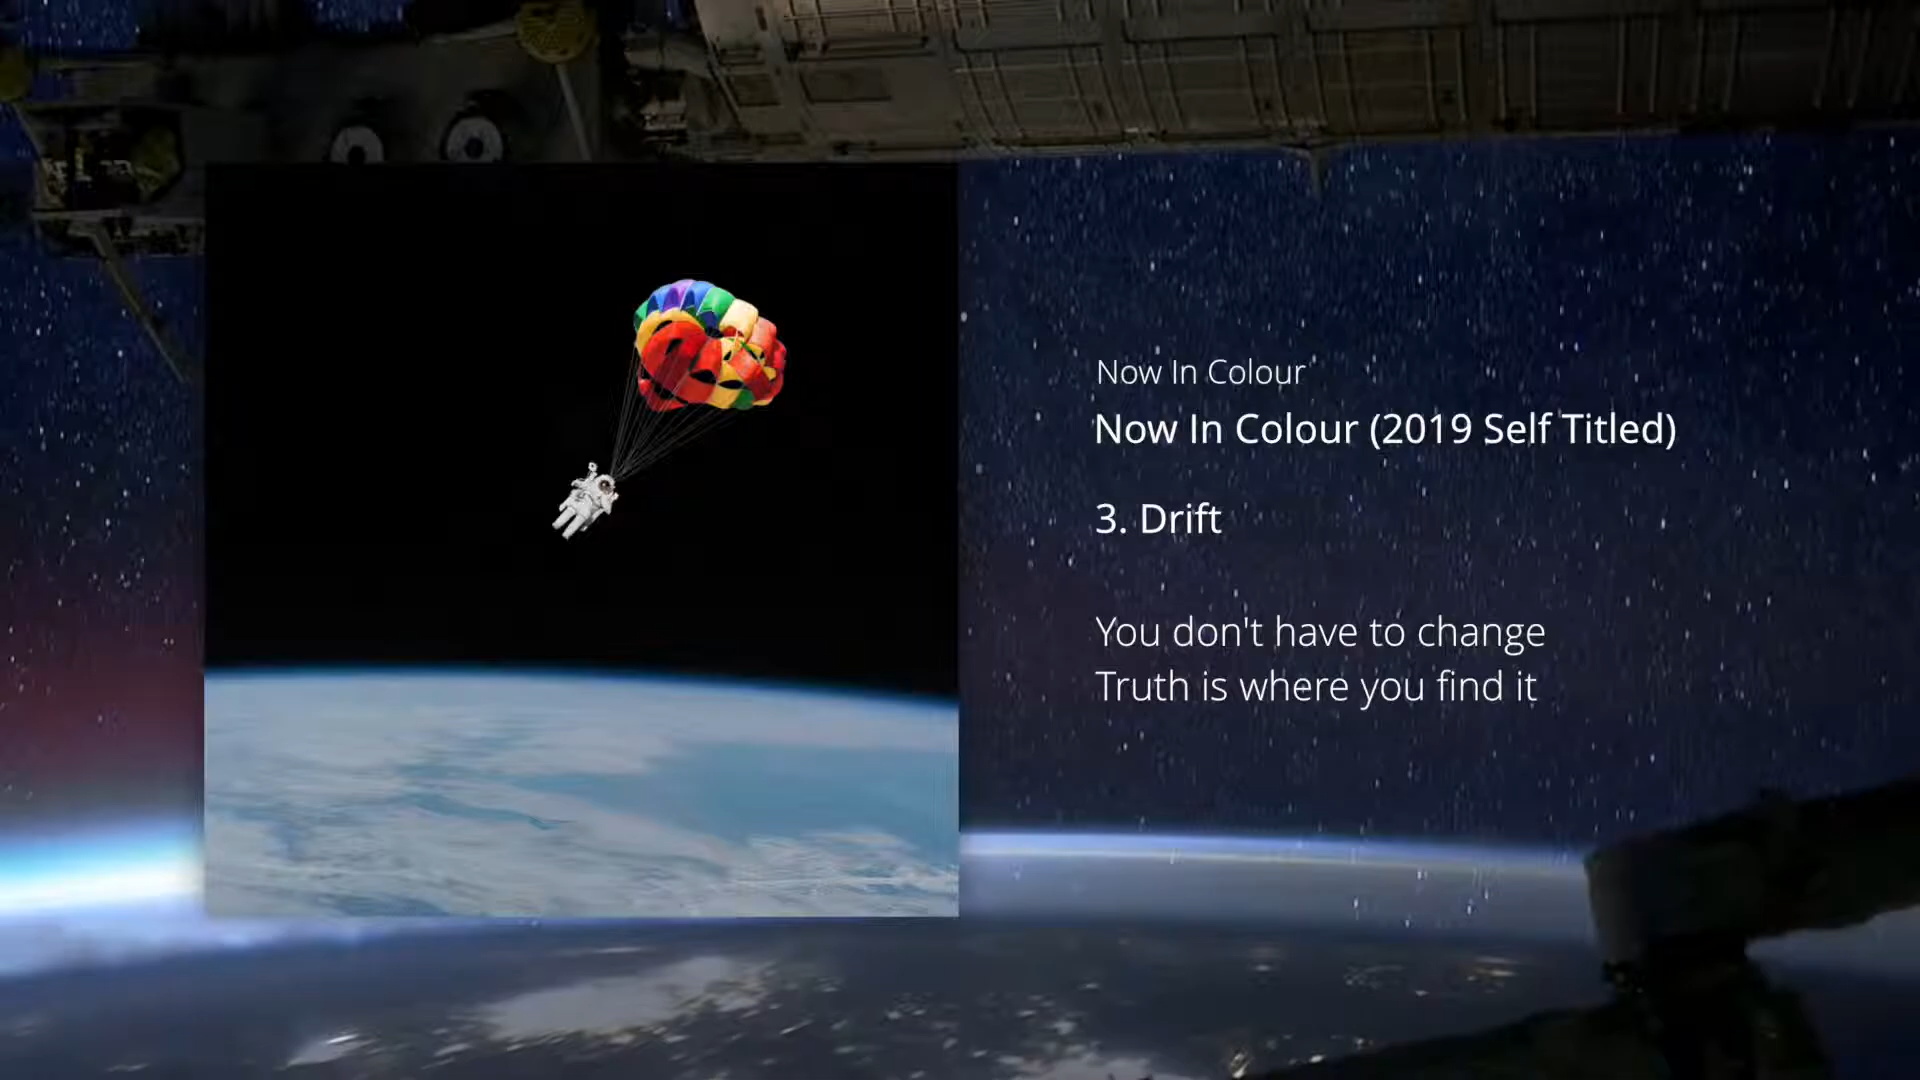 Now In Colour
Now In Colour (2019 Self Titled)
3. Drift
You don't have to change
Truth is where you find it